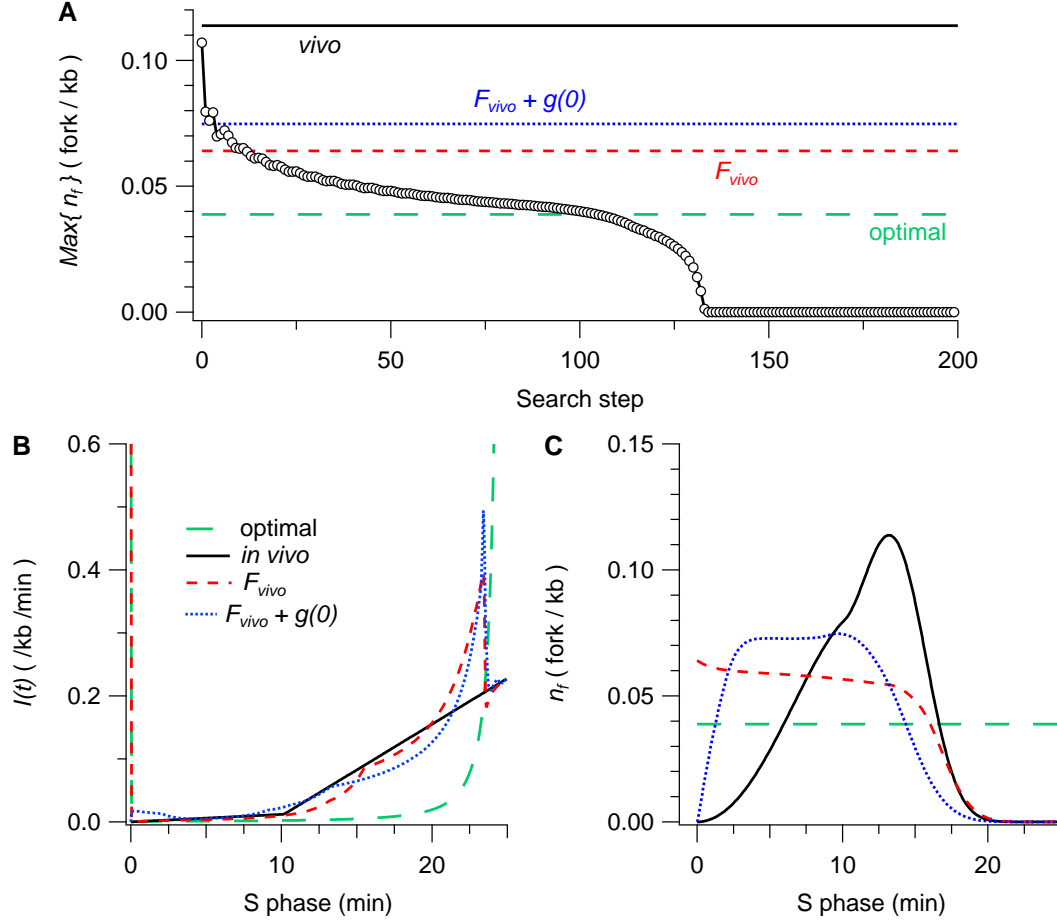 A
Max{ n_f } ( fork / kb )
0.10
0.05
0.00
vivo
F_vivo + g(0)
F_vivo
optimal
0
50
100
150
200
Search step
B
I(t) ( /kb /min )
0.6
0.4
0.2
0.0
optimal
in vivo
F_vivo
F_vivo + g(0)
0
10
20
S phase (min)
C
n_f ( fork / kb )
0.15
0.10
0.05
0.00
0
10
20
S phase (min)